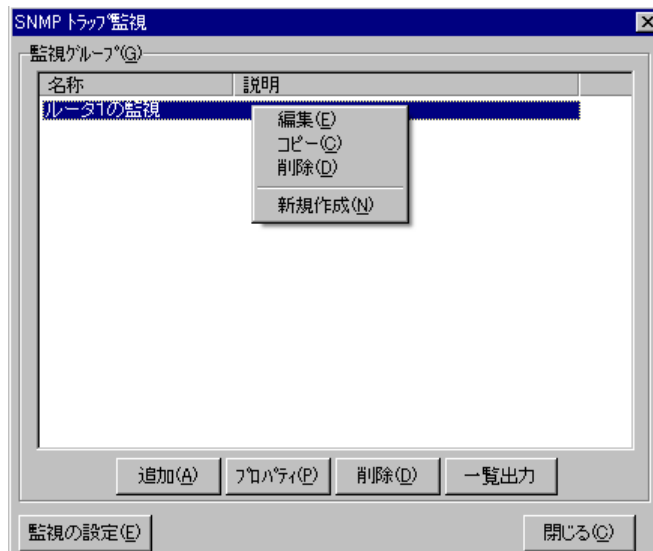 SNMP ﾄﾗｯﾌﾟ監視
監視ｸﾞﾙｰﾌﾟ(G)
名称 説明
ルータ1の監視
編集(E)
コピー(C)
削除(D)
新規作成(N)
追加(A) ﾌﾟﾛﾊﾟﾃｨ(P) 削除(D) 一覧出力
監視の設定(E) 閉じる(C)